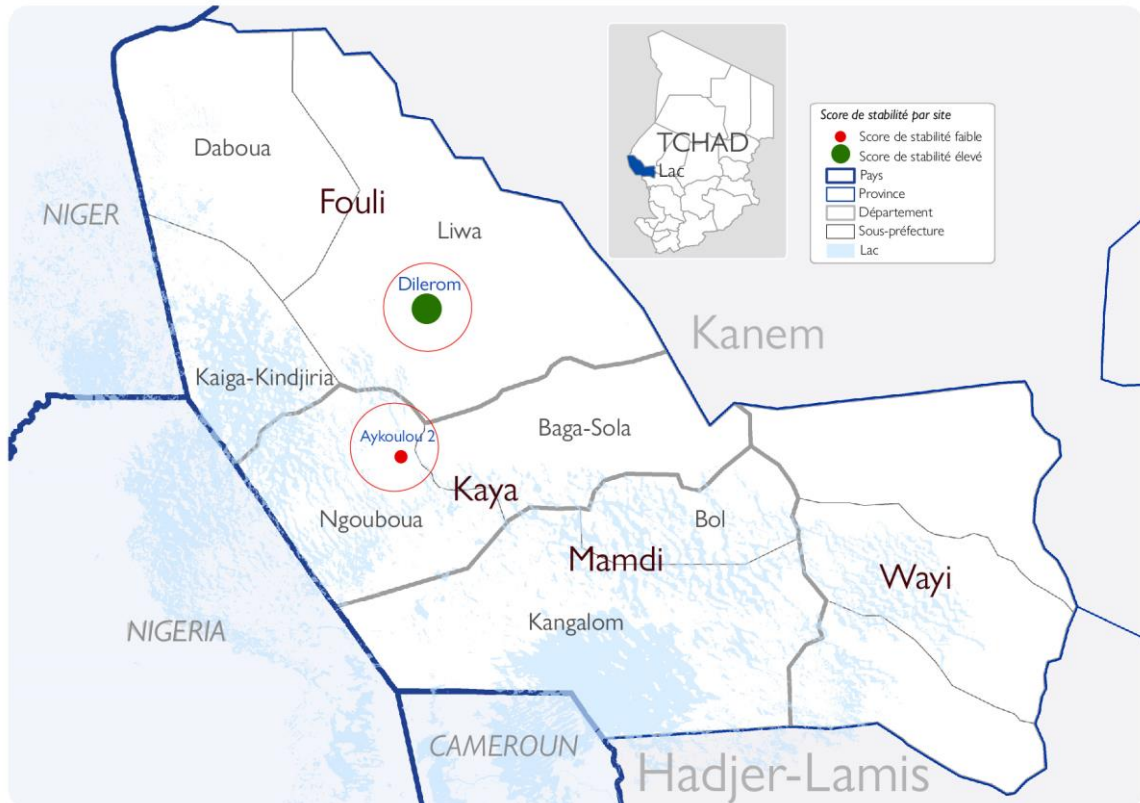 TCHAD
Lac
Score de stabilité par site
Score de stabilité faible
Score de stabilité élevé
Pays
Province
Département
Sous-préfecture
Lac
Daboua
NIGER
Fouli
Liwa
Dilerom
Kanem
Kaiga-Kindjiria
Aykoulou 2
Baga-Sola
Kaya
Ngouboua
Bol
Mamdi
Wayi
Kangalom
NIGERIA
CAMEROUN
Hadjer-Lamis